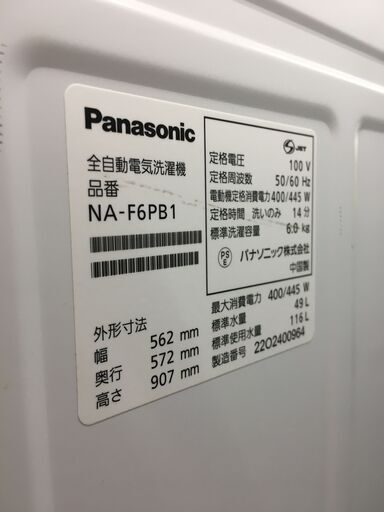 Panasonic
全自動電気洗濯機
品番
NA-F6PB1
外形寸法
幅 562 mm
奥行 572 mm
高さ 907 mm
JET
定格電圧 100 V
定格周波数 50/60 Hz
電動機定格消費電力 400/445 W
定格時間 洗いのみ 14 分
標準洗濯容量 6.0 kg
PS
E
パナソニック株式会社
中国製
最大消費電力 400/445 W
標準水量 49 L
標準使用水量 116 L
製造番号 22O2400964